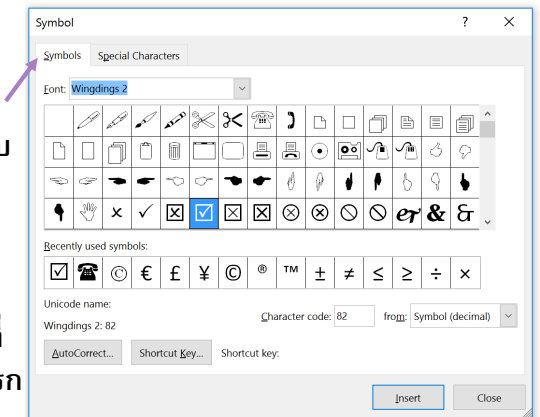 Symbol ? ×
Symbols Special Characters
Font: Wingdings 2
Recently used symbols:
© € £ ¥ © ® ™ ± ≠ ≤ ≥ ÷ ×
Unicode name:
Wingdings 2: 82
Character code: 82 from: Symbol (decimal)
AutoCorrect... Shortcut Key... Shortcut key:
Insert Close